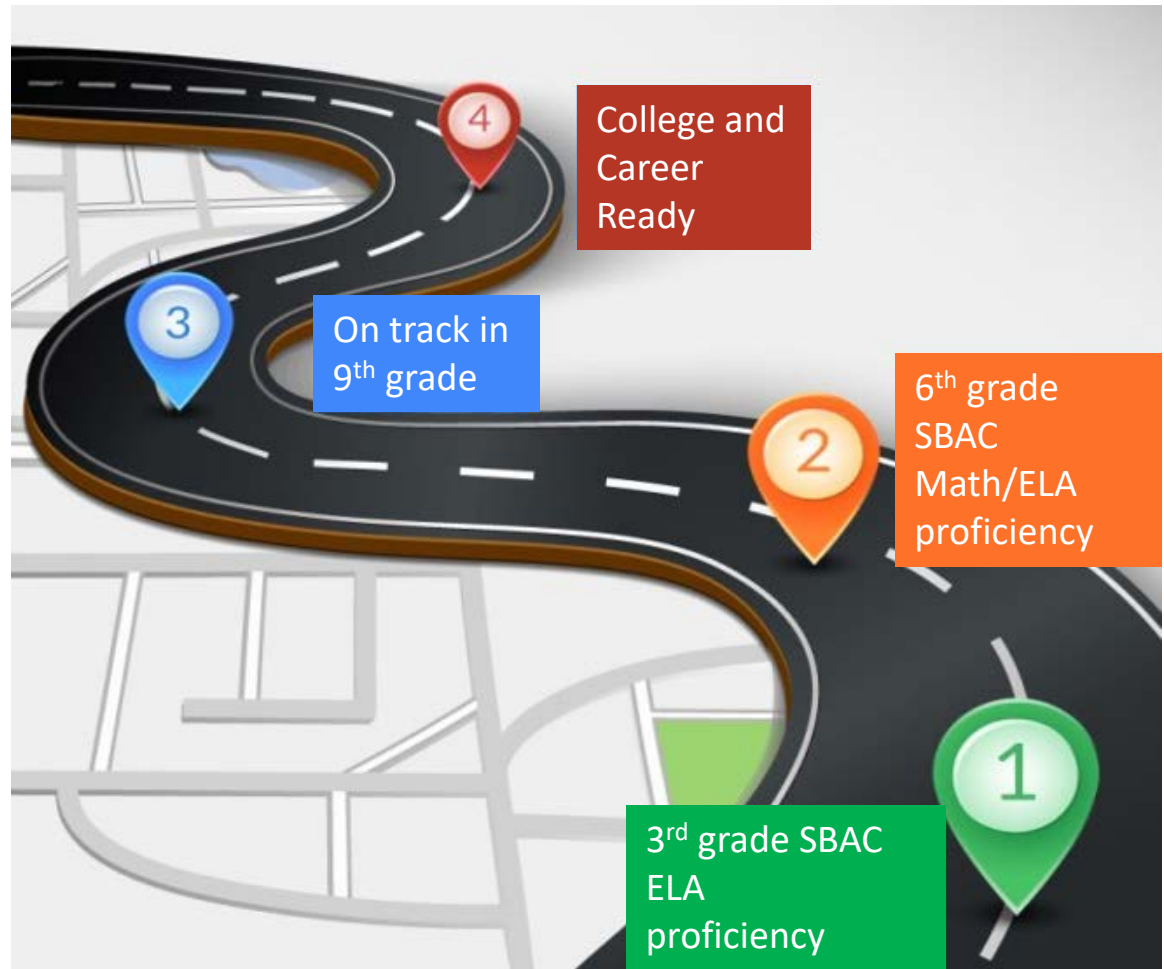 4
College and
Career
Ready
3
On track in
9th grade
2
6th grade
SBAC
Math/ELA
proficiency
1
3rd grade SBAC
ELA
proficiency